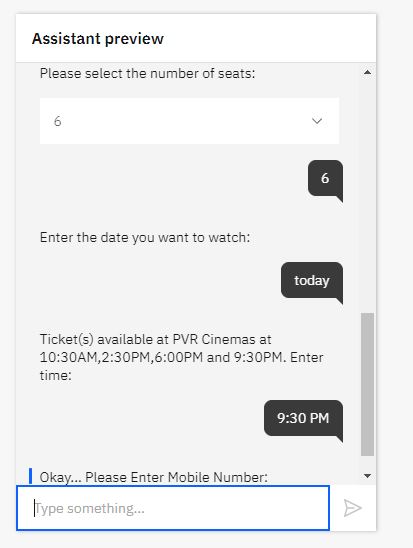 Assistant preview
Please select the number of seats:
6
6
Enter the date you want to watch:
today
Ticket(s) available at PVR Cinemas at
10:30AM,2:30PM,6:00PM and 9:30PM. Enter
time:
9:30 PM
Okay... Please Enter Mobile Number:
Type something...